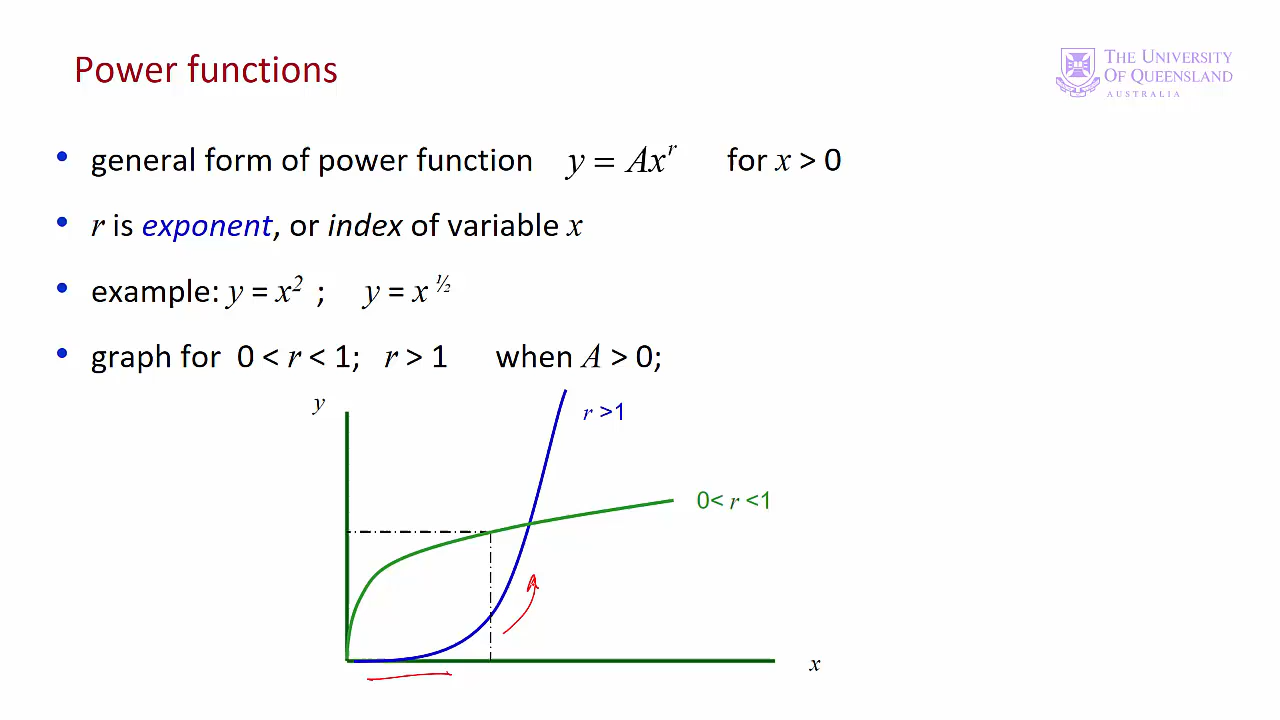 Power functions
THE UNIVERSITY
OF QUEENSLAND
AUSTRALIA
• general form of power function y = Axʳ for x > 0
• r is exponent, or index of variable x
• example: y = x² ; y = x ½
• graph for 0 < r < 1; r > 1 when A > 0;
y
r >1
0< r <1
x